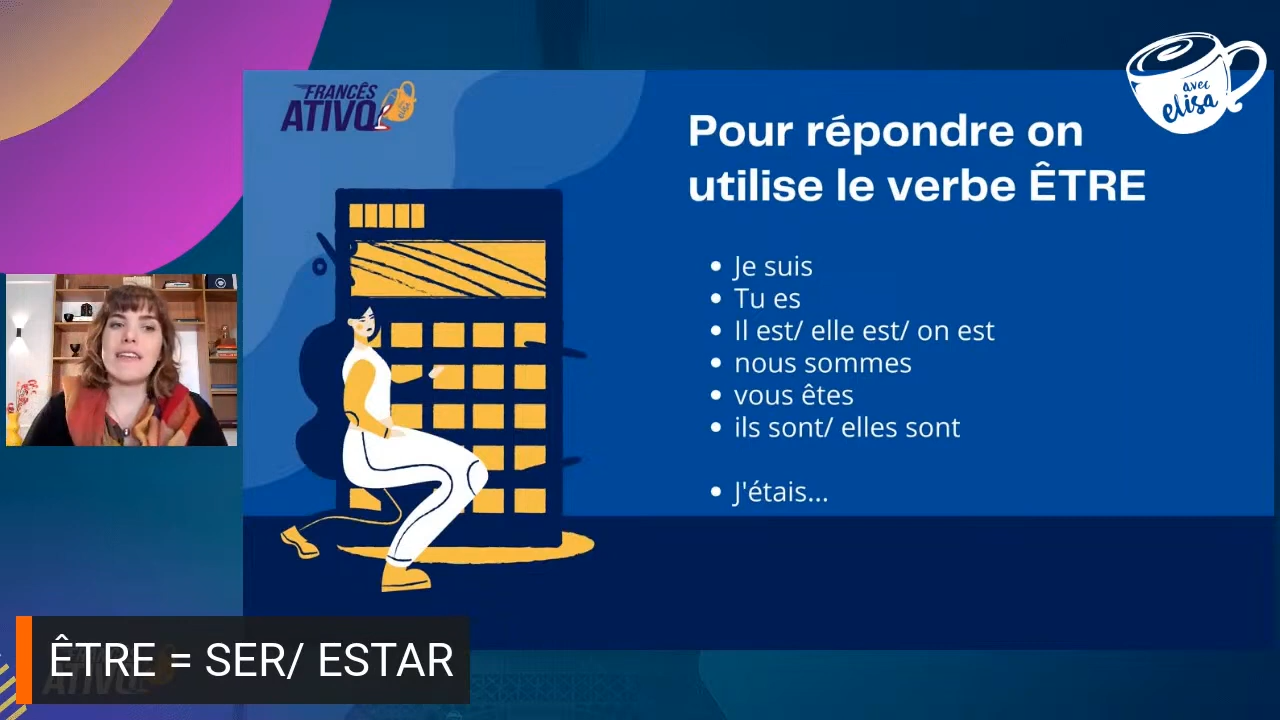 FRANCÊS
ATIVO
avec
elisa
Pour répondre on
utilise le verbe ÊTRE
Je suis
Tu es
Il est/ elle est/ on est
nous sommes
vous êtes
ils sont/ elles sont
J'étais...
ÊTRE = SER/ ESTAR